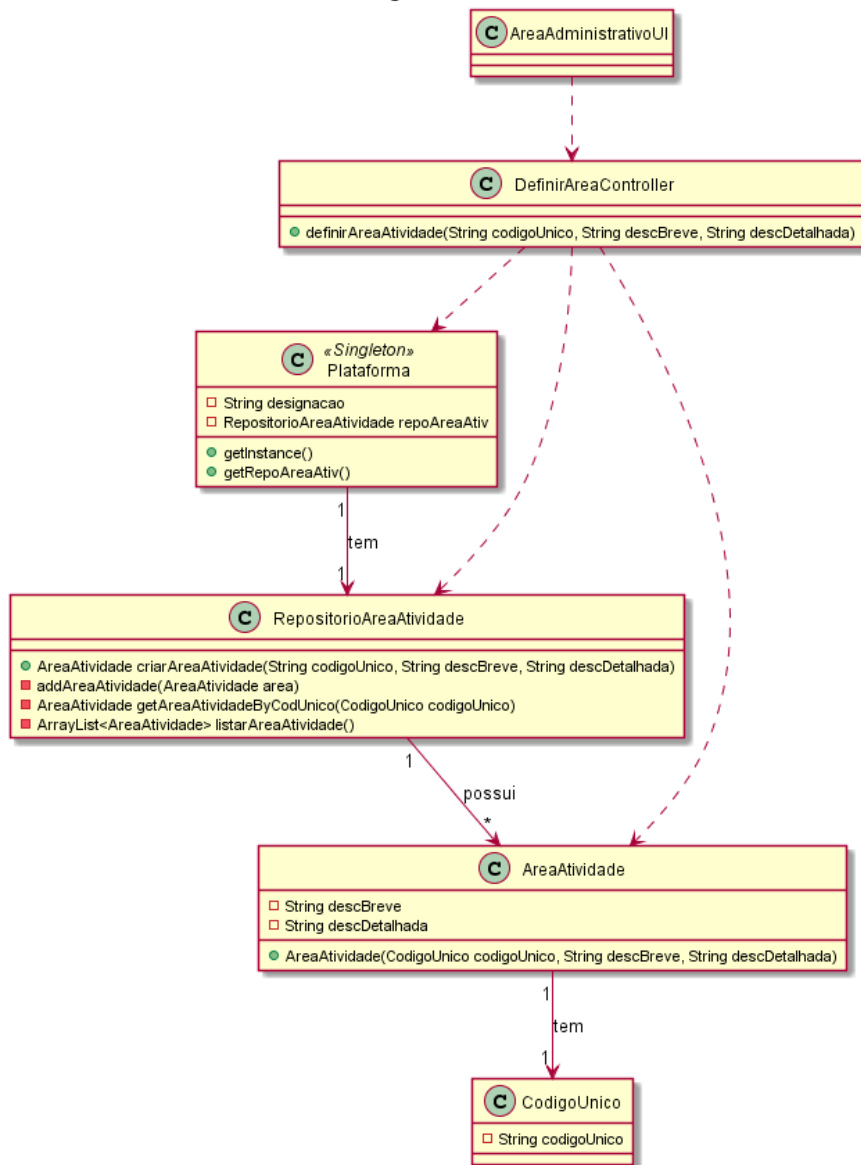 C AreaAdministrativoUI
C DefinirAreaController
definirAreaAtividade(String codigoUnico, String descBreve, String descDetalhada)
«Singleton»
C Plataforma
String designacao
RepositorioAreaAtividade repoAreaAtiv
getInstance()
getRepoAreaAtiv()
1
tem
1
C RepositorioAreaAtividade
AreaAtividade criarAreaAtividade(String codigoUnico, String descBreve, String descDetalhada)
addAreaAtividade(AreaAtividade area)
AreaAtividade getAreaAtividadeByCodUnico(CodigoUnico codigoUnico)
ArrayList<AreaAtividade> listarAreaAtividade()
1
possui
*
C AreaAtividade
String descBreve
String descDetalhada
AreaAtividade(CodigoUnico codigoUnico, String descBreve, String descDetalhada)
1
tem
1
C CodigoUnico
String codigoUnico